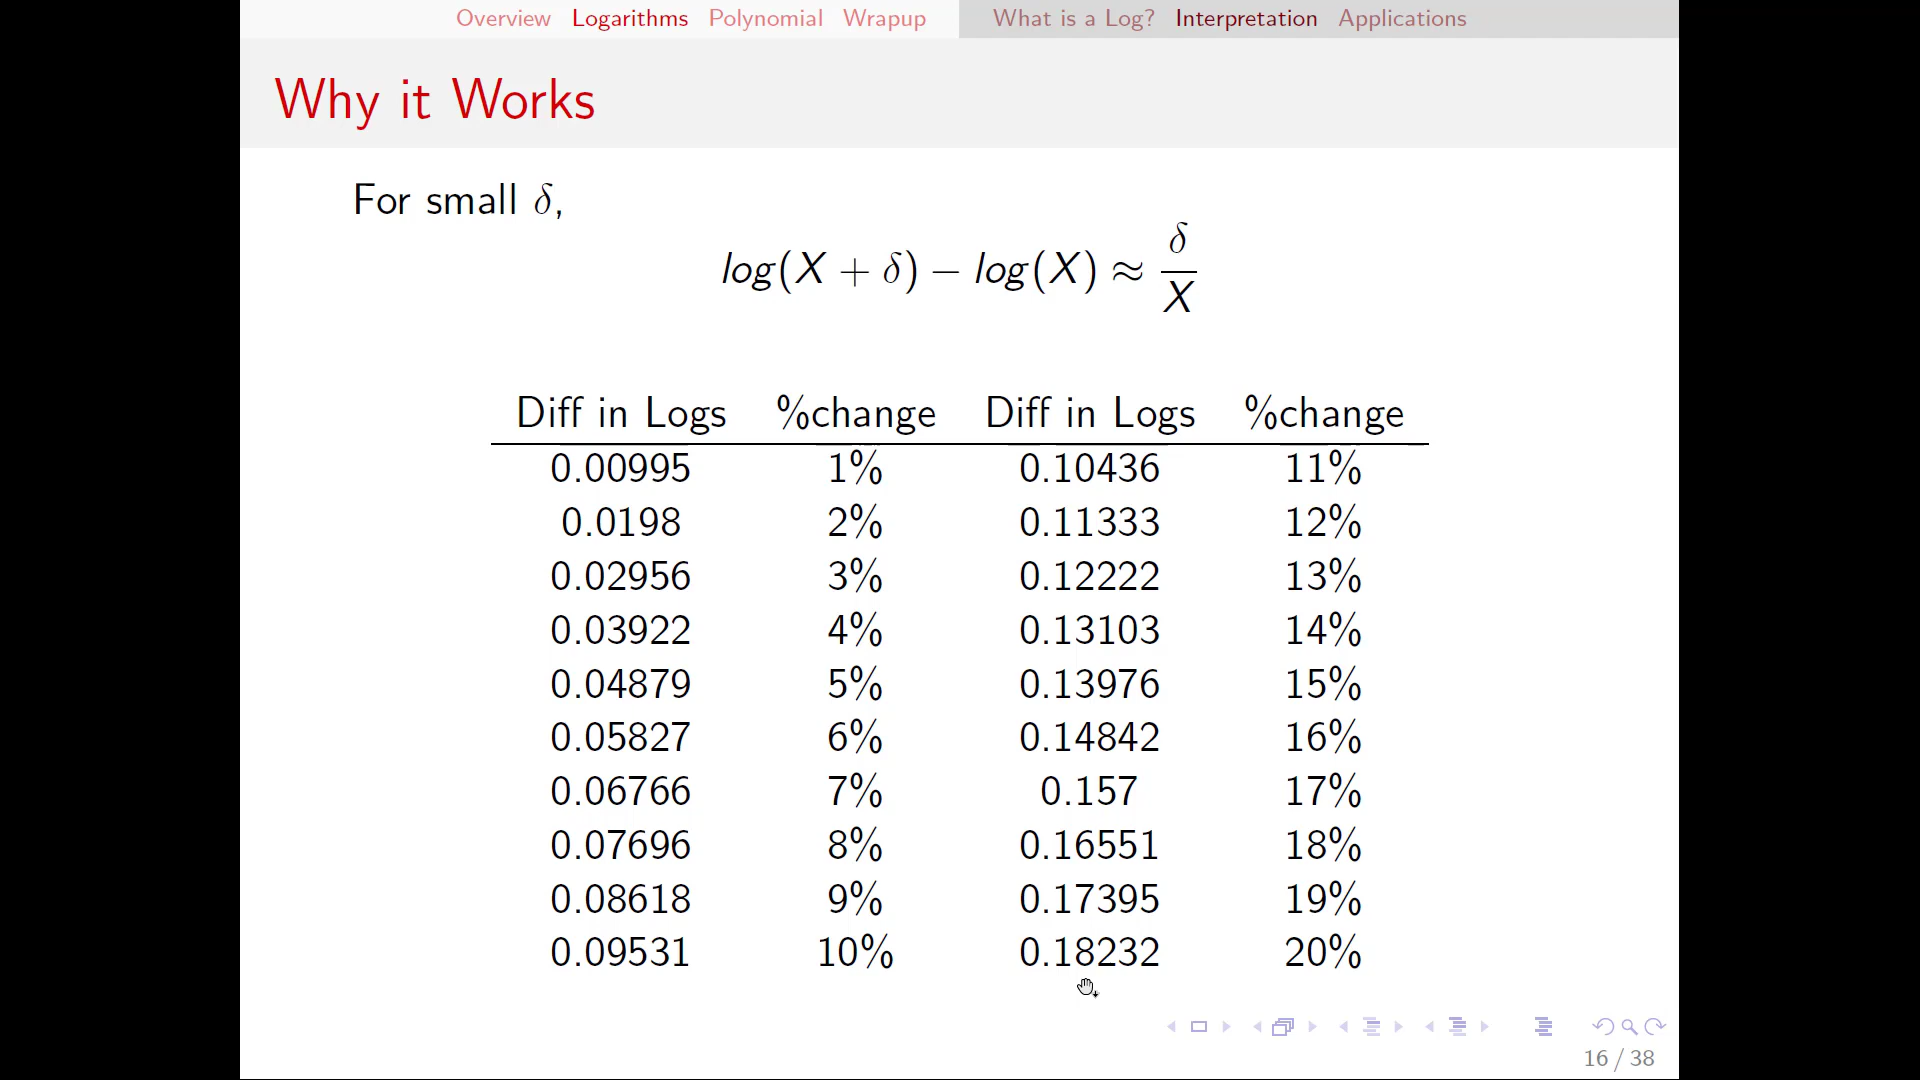 Overview Logarithms Polynomial Wrapup What is a Log? Interpretation Applications
Why it Works
For small δ,
log(X + δ) − log(X) ≈ δ/X
Diff in Logs %change Diff in Logs %change
0.00995 1% 0.10436 11%
0.0198 2% 0.11333 12%
0.02956 3% 0.12222 13%
0.03922 4% 0.13103 14%
0.04879 5% 0.13976 15%
0.05827 6% 0.14842 16%
0.06766 7% 0.157 17%
0.07696 8% 0.16551 18%
0.08618 9% 0.17395 19%
0.09531 10% 0.18232 20%
16 / 38